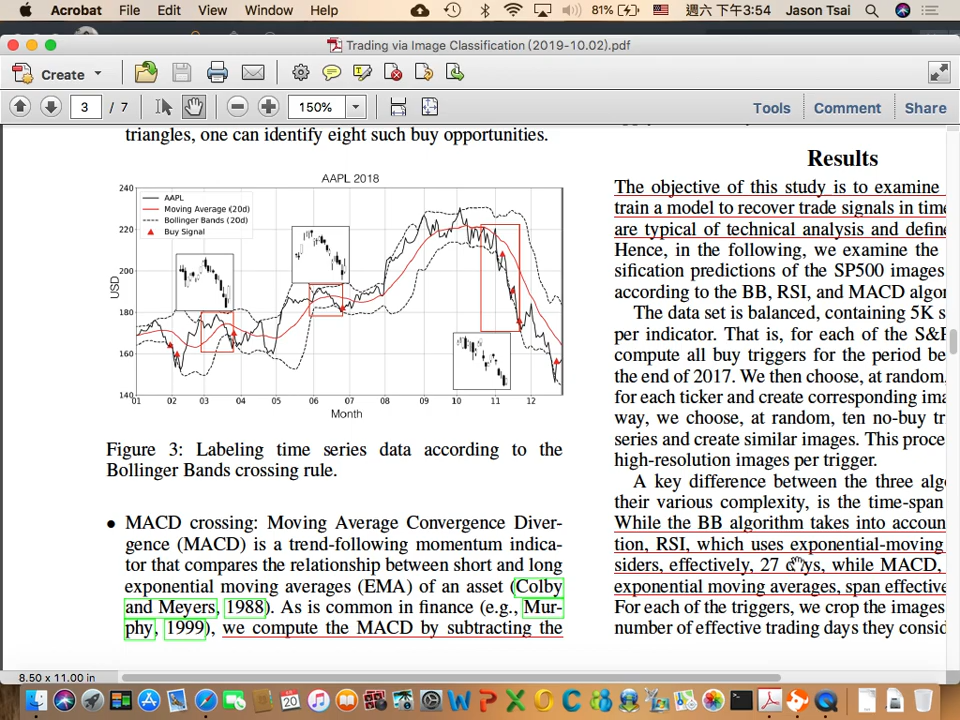 Acrobat File Edit View Window Help 81% 週六 下午3:54 Jason Tsai
Trading via Image Classification (2019-10.02).pdf
Create
3 / 7 150% Tools Comment Share
triangles, one can identify eight such buy opportunities.
AAPL 2018
240
220
200
180
160
140
USD
AAPL
Moving Average (20d)
Bollinger Bands (20d)
Buy Signal
01 02 03 04 05 06 07 08 09 10 11 12
Month
Figure 3: Labeling time series data according to the
Bollinger Bands crossing rule.
● MACD crossing: Moving Average Convergence Diver-
gence (MACD) is a trend-following momentum indica-
tor that compares the relationship between short and long
exponential moving averages (EMA) of an asset (Colby
and Meyers, 1988). As is common in finance (e.g., Mur-
phy, 1999), we compute the MACD by subtracting the
Results
The objective of this study is to examine
train a model to recover trade signals in time
are typical of technical analysis and define
Hence, in the following, we examine the
sification predictions of the SP500 images
according to the BB, RSI, and MACD algor
The data set is balanced, containing 5K s
per indicator. That is, for each of the S&
compute all buy triggers for the period be
the end of 2017. We then choose, at random,
for each ticker and create corresponding ima
way, we choose, at random, ten no-buy tr
series and create similar images. This proce
high-resolution images per trigger.
A key difference between the three alg
their various complexity, is the time-span
While the BB algorithm takes into accoun
tion, RSI, which uses exponential-moving
siders, effectively, 27 days, while MACD,
exponential moving averages, span effective
For each of the triggers, we crop the images
number of effective trading days they consid
8.50 x 11.00 in